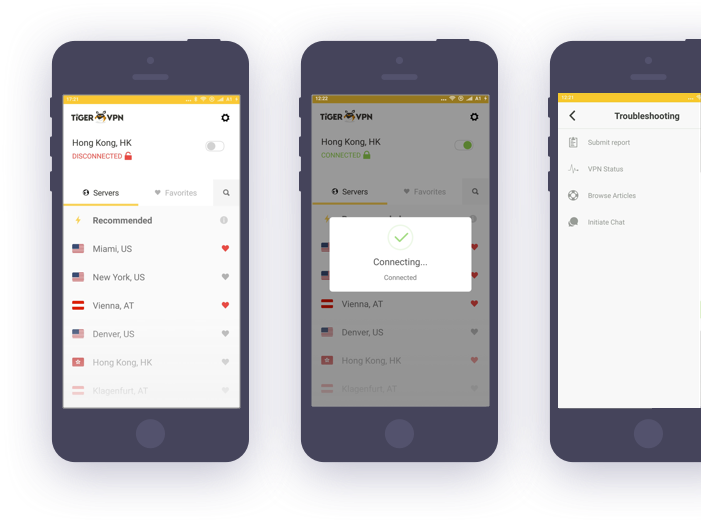 12:21
TiGER VPN
Hong Kong, HK
DISCONNECTED
Servers
Favorites
Recommended
Miami, US
New York, US
Vienna, AT
Denver, US
Hong Kong, HK
Klagenfurt, AT
12:22
TiGER VPN
Hong Kong, HK
CONNECTED
Servers
Favorites
Connecting...
Connected
Vienna, AT
Denver, US
Hong Kong, HK
Klagenfurt, AT
12:21
Troubleshooting
Submit report
VPN Status
Browse Articles
Initiate Chat